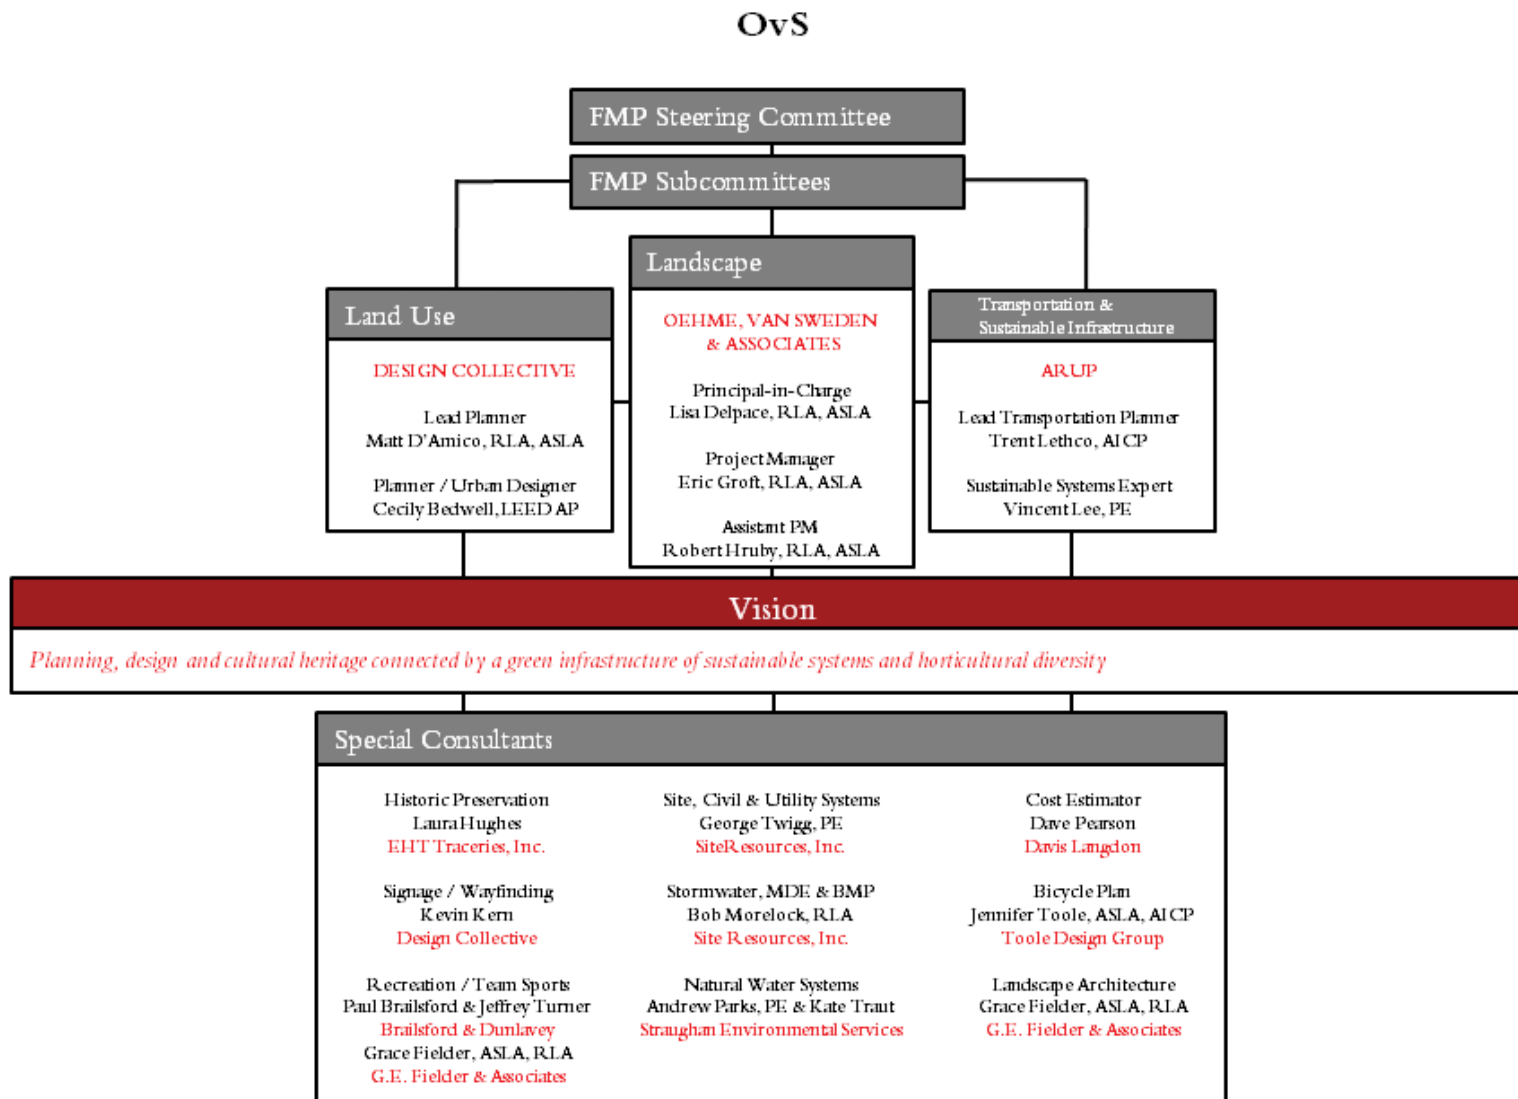 OvS
FMP Steering Committee
FMP Subcommittees
Landscape
OEHME, VAN SWEDEN
& ASSOCIATES
Principal-in-Charge
Lisa Delpace, RLA, ASLA
Project Manager
Eric Groft, RLA, ASLA
Assistant PM
Robert Hruby, RLA, ASLA
Land Use
DESIGN COLLECTIVE
Lead Planner
Matt D'Amico, RLA, ASLA
Planner / Urban Designer
Cecily Bedwell, LEED AP
Transportation &
Sustainable Infrastructure
ARUP
Lead Transportation Planner
Trent Lethco, AICP
Sustainable Systems Expert
Vincent Lee, PE
Vision
Planning, design and cultural heritage connected by a green infrastructure of sustainable systems and horticultural diversity
Special Consultants
Historic Preservation
Laura Hughes
EHT Traceries, Inc.
Signage / Wayfinding
Kevin Kern
Design Collective
Recreation / Team Sports
Paul Brailsford & Jeffrey Turner
Brailsford & Dunlavey
Grace Fielder, ASLA, RLA
G.E. Fielder & Associates
Site, Civil & Utility Systems
George Twigg, PE
SiteResources, Inc.
Stormwater, MDE & BMP
Bob Morelock, RLA
Site Resources, Inc.
Natural Water Systems
Andrew Parks, PE & Kate Traut
Straughan Environmental Services
Cost Estimator
Dave Pearson
Davis Langdon
Bicycle Plan
Jennifer Toole, ASLA, AICP
Toole Design Group
Landscape Architecture
Grace Fielder, ASLA, RLA
G.E. Fielder & Associates